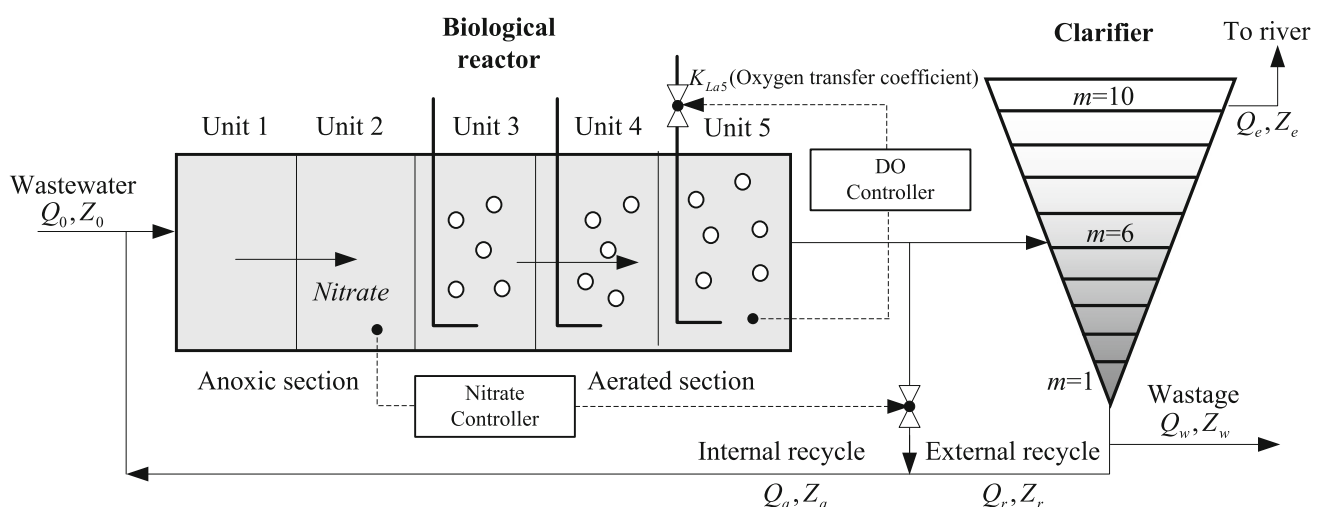 Biological
reactor
Clarifier
To river
K_La5 (Oxygen transfer coefficient)
m=10
Unit 1
Unit 2
Unit 3
Unit 4
Unit 5
Q_e, Z_e
DO
Controller
Wastewater
Q_0, Z_0
m=6
Nitrate
Anoxic section
Aerated section
m=1
Nitrate
Controller
Wastage
Q_w, Z_w
Internal recycle
External recycle
Q_a, Z_a
Q_r, Z_r